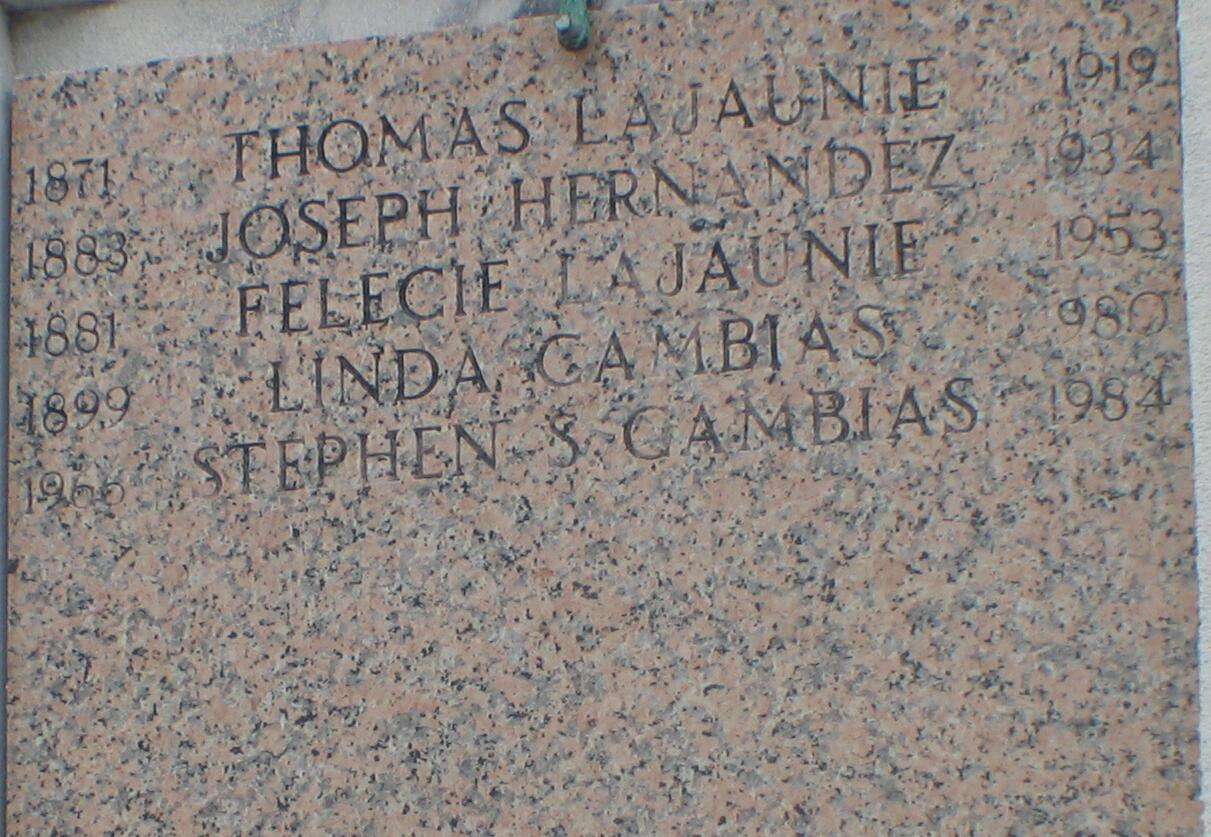 1871 THOMAS LAJAUNIE 1919
1883 JOSEPH HERNANDEZ 1934
1881 FELECIE LAJAUNIE 1953
1899 LINDA CAMBIAS 1980
1966 STEPHEN S CAMBIAS 1984